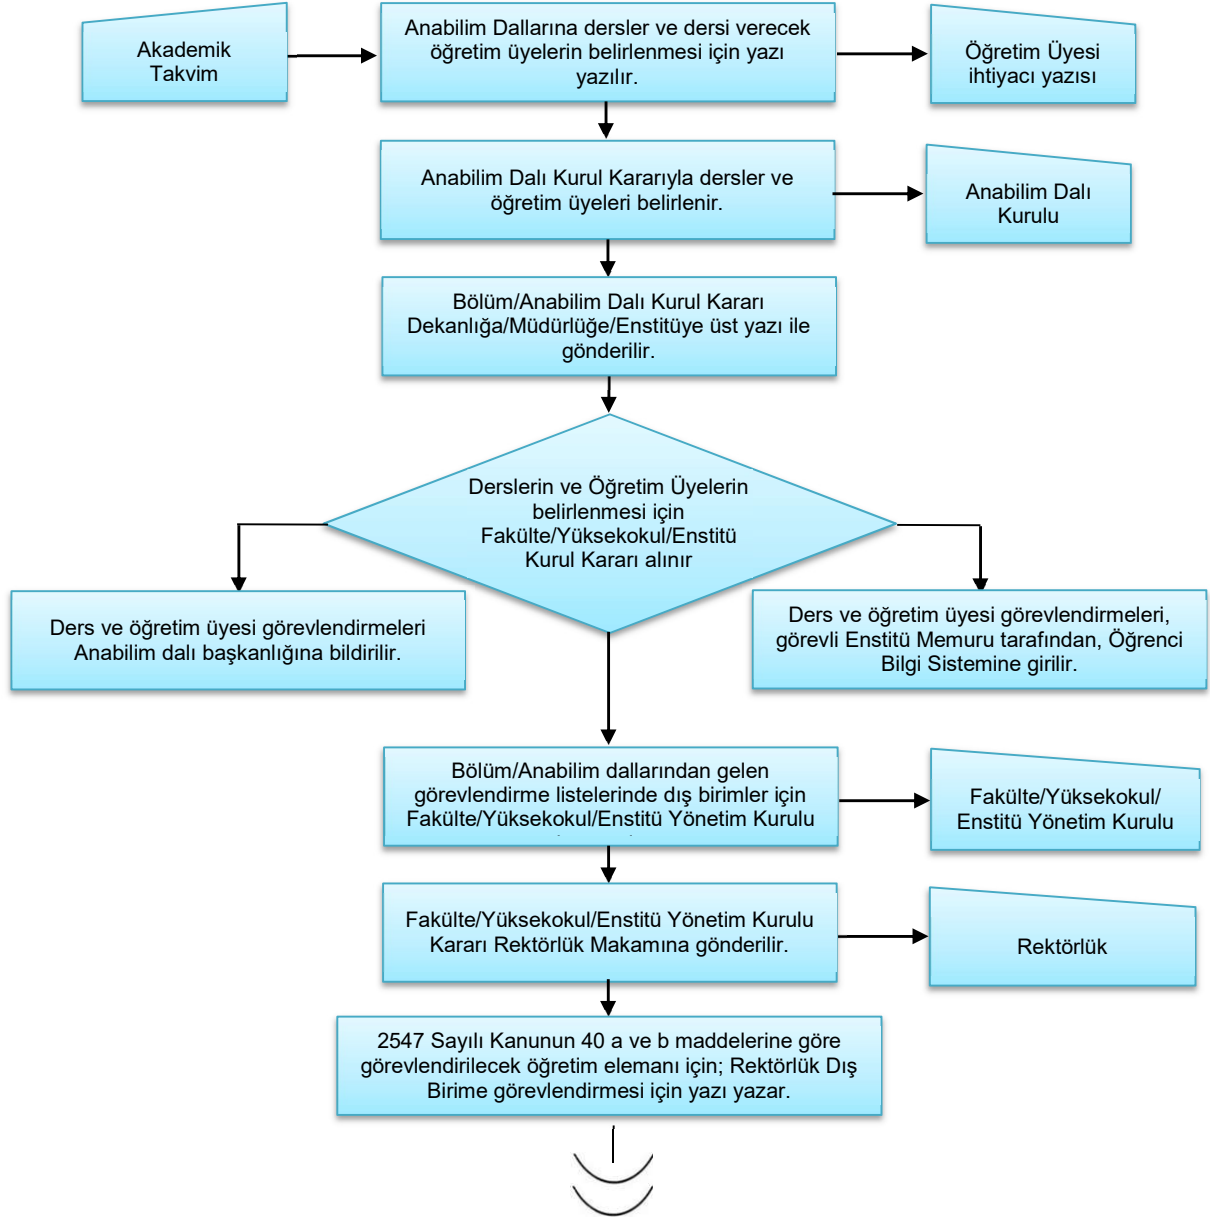 Akademik
Takvim
Anabilim Dallarına dersler ve dersi verecek
öğretim üyelerin belirlenmesi için yazı
yazılır.
Öğretim Üyesi
ihtiyacı yazısı
Anabilim Dalı Kurul Kararıyla dersler ve
öğretim üyeleri belirlenir.
Anabilim Dalı
Kurulu
Bölüm/Anabilim Dalı Kurul Kararı
Dekanlığa/Müdürlüğe/Enstitüye üst yazı ile
gönderilir.
Derslerin ve Öğretim Üyelerin
belirlenmesi için
Fakülte/Yüksekokul/Enstitü
Kurul Kararı alınır
Ders ve öğretim üyesi görevlendirmeleri
Anabilim dalı başkanlığına bildirilir.
Ders ve öğretim üyesi görevlendirmeleri,
görevli Enstitü Memuru tarafından, Öğrenci
Bilgi Sistemine girilir.
Bölüm/Anabilim dallarından gelen
görevlendirme listelerinde dış birimler için
Fakülte/Yüksekokul/Enstitü Yönetim Kurulu
Fakülte/Yüksekokul/
Enstitü Yönetim Kurulu
Fakülte/Yüksekokul/Enstitü Yönetim Kurulu
Kararı Rektörlük Makamına gönderilir.
Rektörlük
2547 Sayılı Kanunun 40 a ve b maddelerine göre
görevlendirilecek öğretim elemanı için; Rektörlük Dış
Birime görevlendirmesi için yazı yazar.